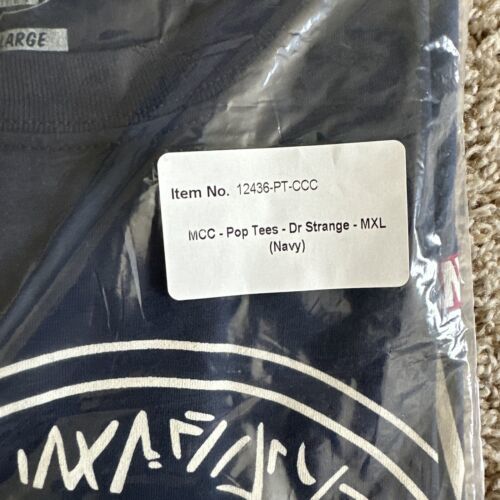 LARGE
Item No. 12436-PT-CCC
MCC - Pop Tees - Dr Strange - MXL
(Navy)